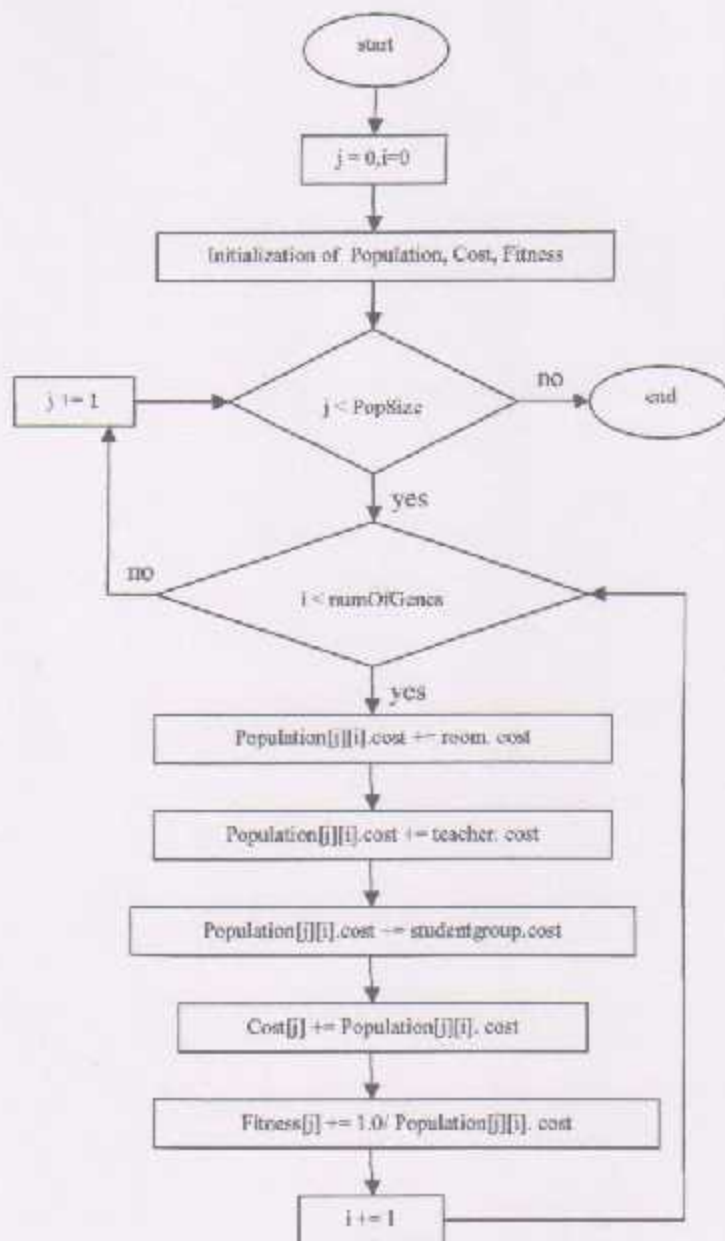 start
j = 0,i=0
Initialization of Population, Cost, Fitness
j += 1
j < PopSize
no
end
yes
no
i < numOfGenes
yes
Population[j][i].cost += room. cost
Population[j][i].cost += teacher. cost
Population[j][i].cost += studentgroup.cost
Cost[j] += Population[j][i]. cost
Fitness[j] += 1.0/ Population[j][i]. cost
i += 1